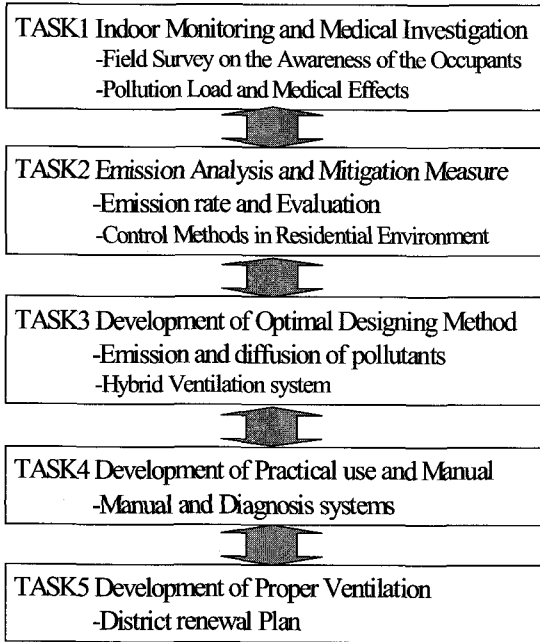 TASK1 Indoor Monitoring and Medical Investigation
-Field Survey on the Awareness of the Occupants
-Pollution Load and Medical Effects
TASK2 Emission Analysis and Mitigation Measure
-Emission rate and Evaluation
-Control Methods in Residential Environment
TASK3 Development of Optimal Designing Method
-Emission and diffusion of pollutants
-Hybrid Ventilation system
TASK4 Development of Practical use and Manual
-Manual and Diagnosis systems
TASK5 Development of Proper Ventilation
-District renewal Plan